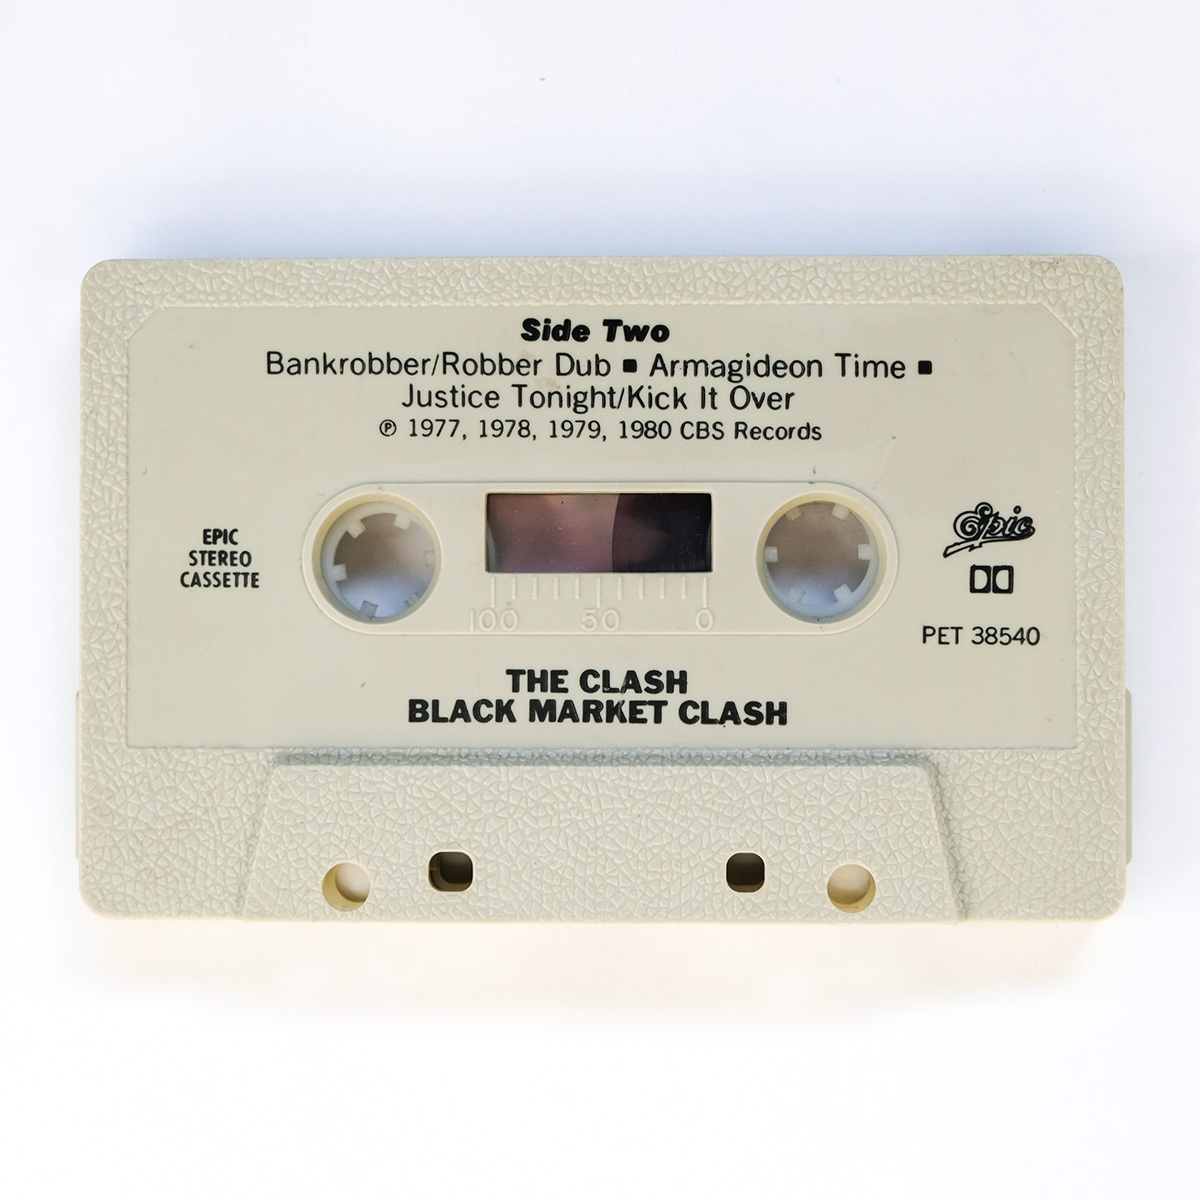 Side Two
Bankrobber/Robber Dub ▪ Armagideon Time ▪
Justice Tonight/Kick It Over
℗ 1977, 1978, 1979, 1980 CBS Records
EPIC
STEREO
CASSETTE
Epic
PET 38540
100 50 0
THE CLASH
BLACK MARKET CLASH